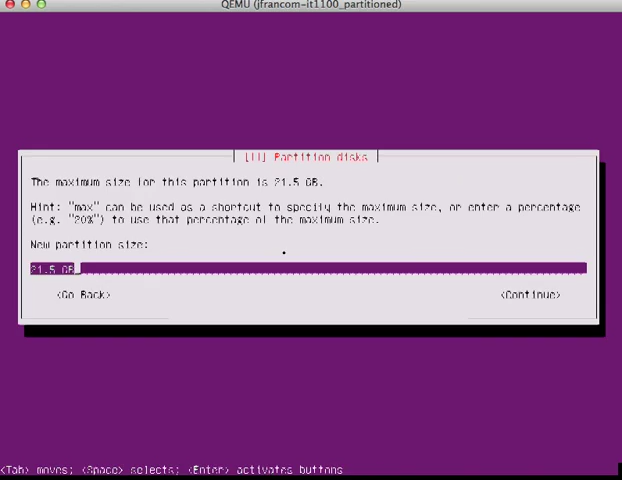 QEMU (jfrancom-it1100_partitioned)
[!!] Partition disks
The maximum size for this partition is 21.5 GB.
Hint: "max" can be used as a shortcut to specify the maximum size, or enter a percentage
(e.g. "20%") to use that percentage of the maximum size.
New partition size:
21.5 GB
<Go Back> <Continue>
<Tab> moves; <Space> selects; <Enter> activates buttons